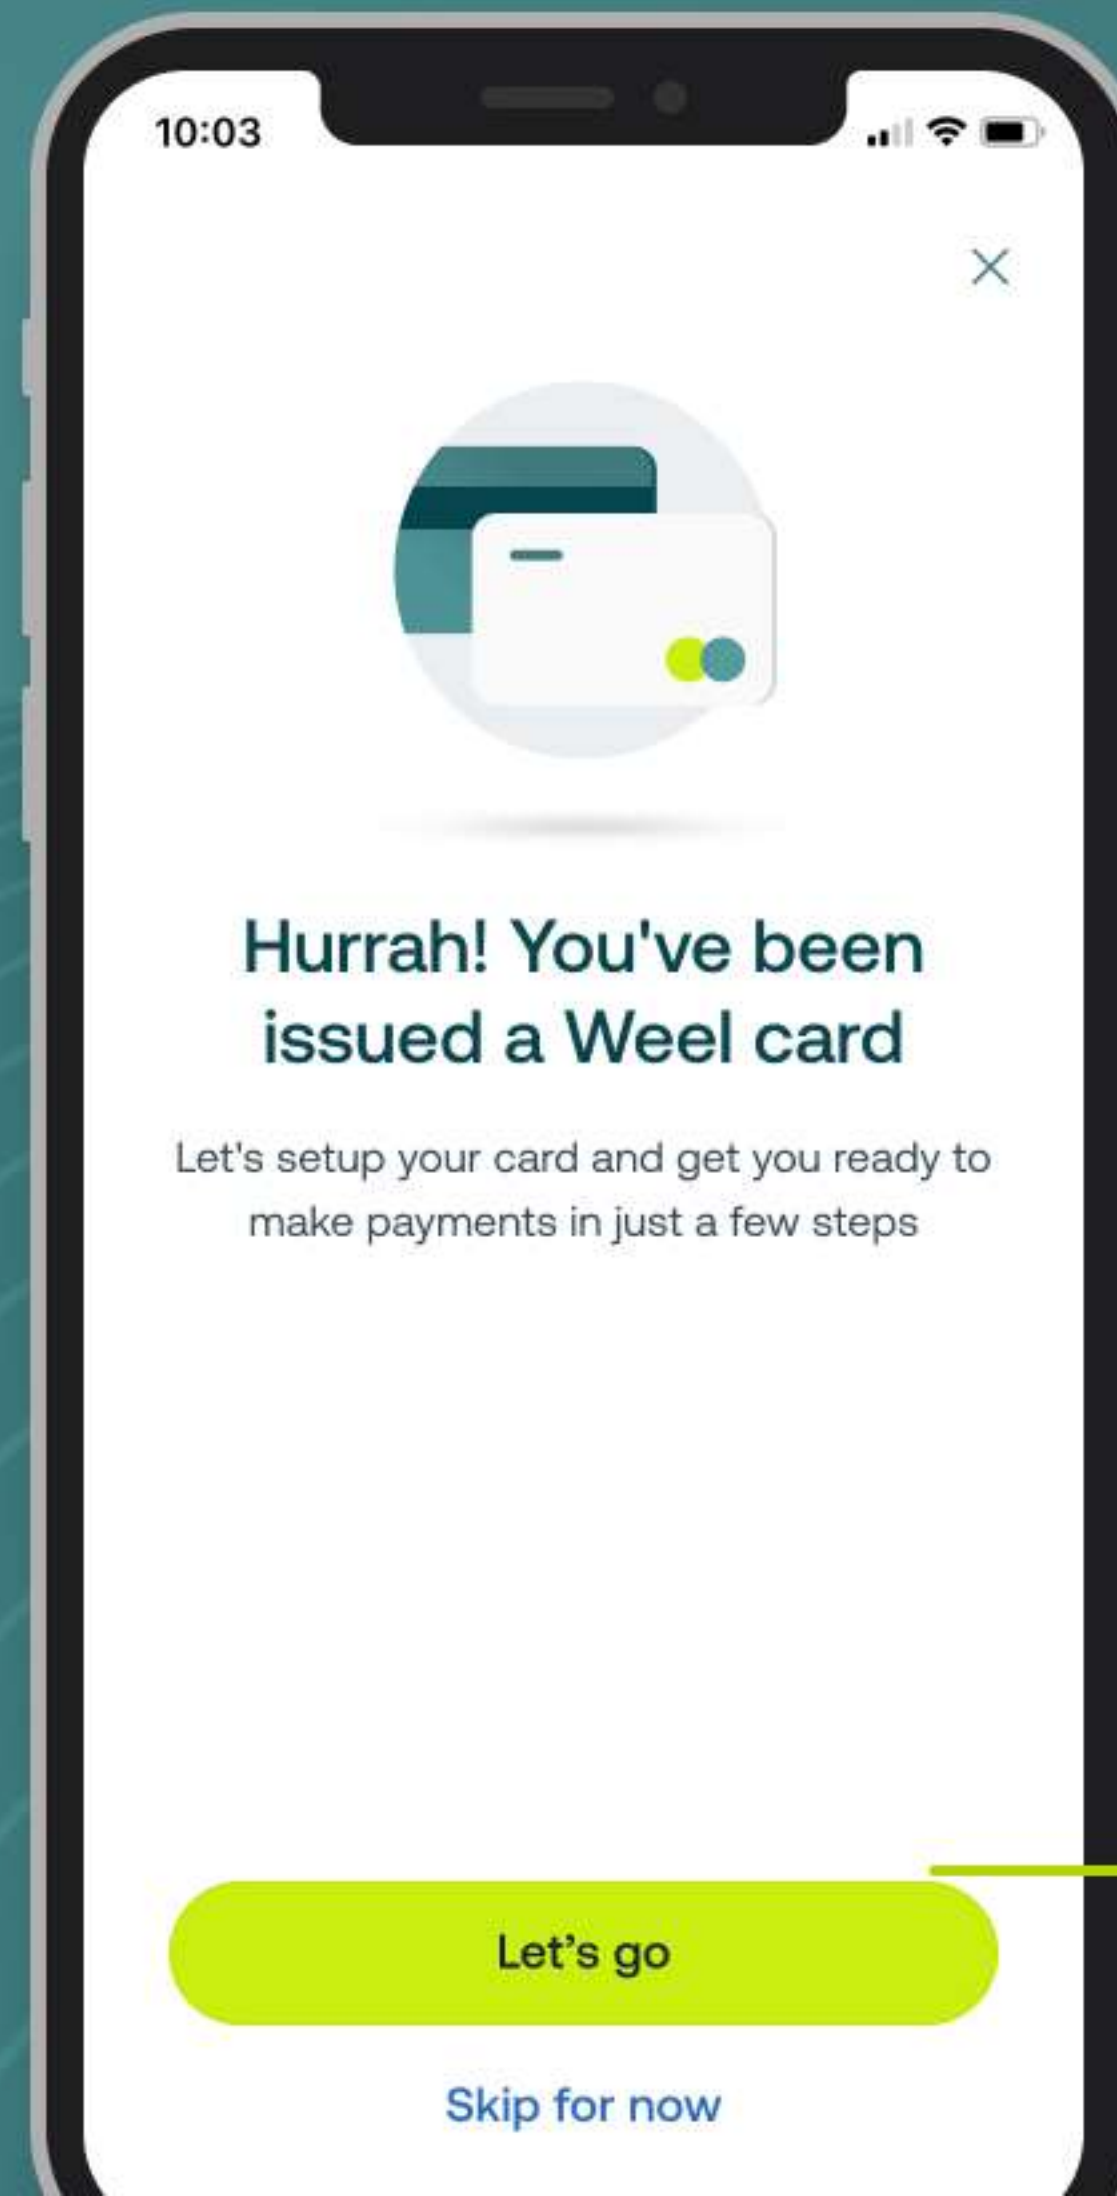 10:03
Hurrah! You've been
issued a Weel card
Let's setup your card and get you ready to
make payments in just a few steps
Let’s go
Skip for now